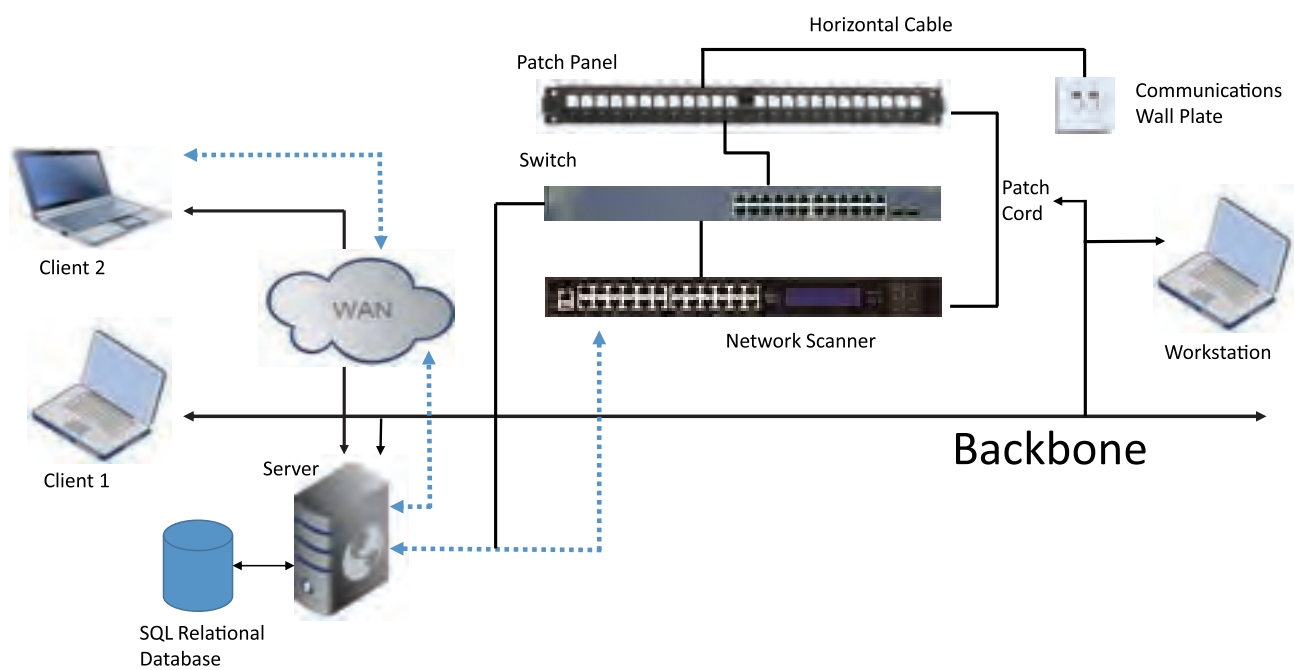 Horizontal Cable
Patch Panel
Communications
Wall Plate
Switch
Patch
Cord
Client 2
WAN
Network Scanner
Workstation
Backbone
Server
Client 1
SQL Relational
Database